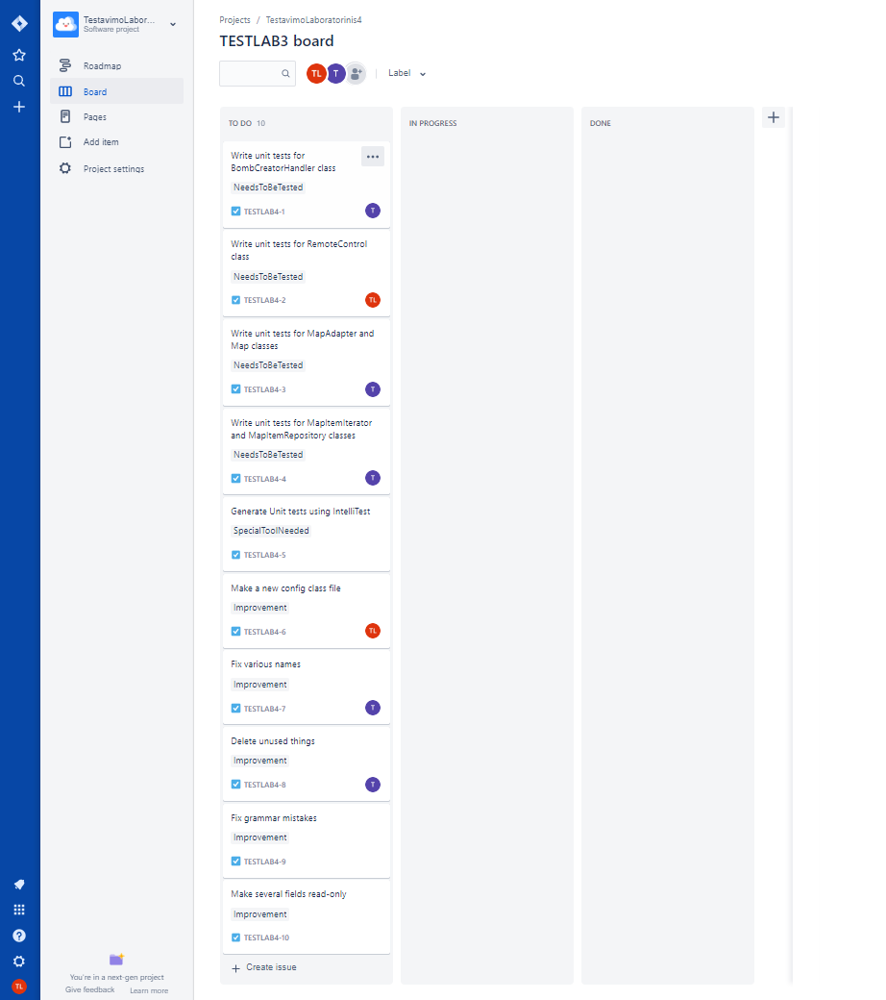 TestavimoLabor...
Software project
Roadmap
Board
Pages
Add item
Project settings
You're in a next-gen project
Give feedback Learn more
TL
Projects / TestavimoLaboratorinis4
TESTLAB3 board
TL T Label
TO DO 10
Write unit tests for
BombCreatorHandler class
NeedsToBeTested
TESTLAB4-1 T
Write unit tests for RemoteControl
class
NeedsToBeTested
TESTLAB4-2 TL
Write unit tests for MapAdapter and
Map classes
NeedsToBeTested
TESTLAB4-3 T
Write unit tests for MapItemIterator
and MapItemRepository classes
NeedsToBeTested
TESTLAB4-4 T
Generate Unit tests using IntelliTest
SpecialToolNeeded
TESTLAB4-5
Make a new config class file
Improvement
TESTLAB4-6 TL
Fix various names
Improvement
TESTLAB4-7 T
Delete unused things
Improvement
TESTLAB4-8 T
Fix grammar mistakes
Improvement
TESTLAB4-9
Make several fields read-only
Improvement
TESTLAB4-10
Create issue
IN PROGRESS
DONE